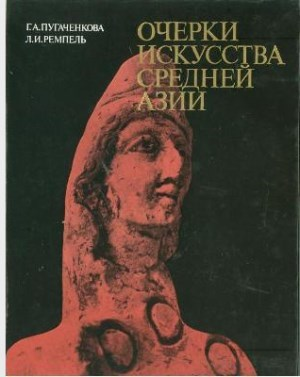 Г.А.ПУГАЧЕНКОВА
Л.И.РЕМПЕЛЬ
ОЧЕРКИ
ИСКУССТВА
СРЕДНЕЙ
АЗИИ